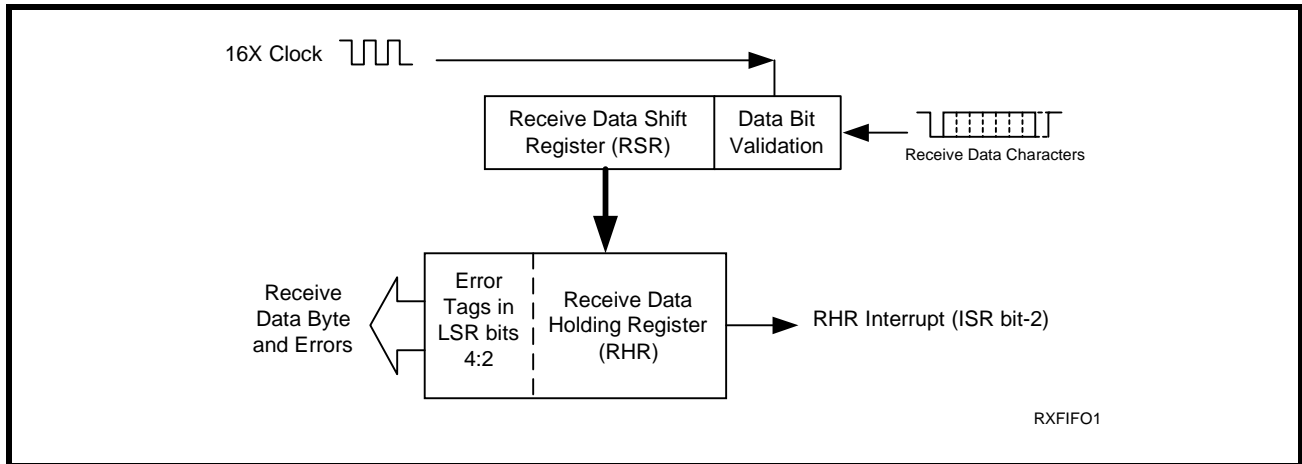 16X Clock
Receive Data Shift
Register (RSR)
Data Bit
Validation
Receive Data Characters
Receive
Data Byte
and Errors
Error
Tags in
LSR bits
4:2
Receive Data
Holding Register
(RHR)
RHR Interrupt (ISR bit-2)
RXFIFO1